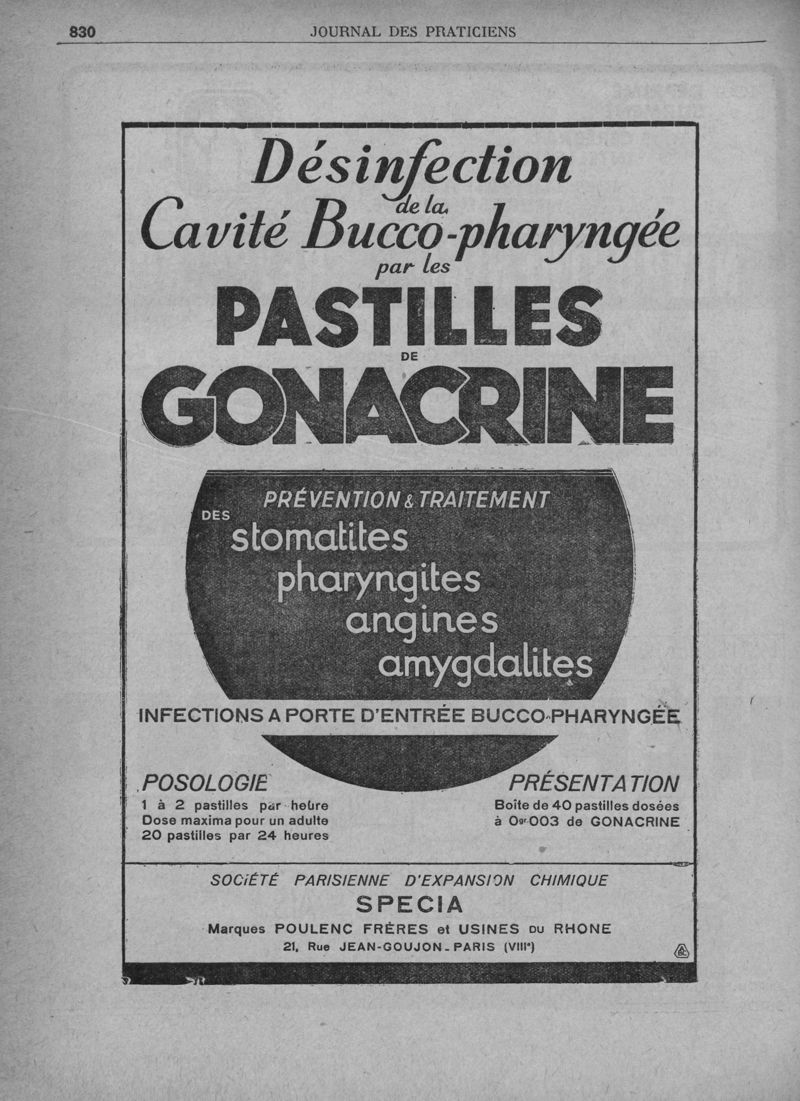 830
JOURNAL DES PRATICIENS
Désinfection
de la
Cavité Bucco-pharyngée
par les
PASTILLES
DE
GONACRINE
PRÉVENTION & TRAITEMENT
DES
stomatites
pharyngites
angines
amygdalites
INFECTIONS A PORTE D'ENTRÉE BUCCO-PHARYNGÉE
POSOLOGIE
1 à 2 pastilles par heure
Dose maxima pour un adulte
20 pastilles par 24 heures
PRÉSENTATION
Boîte de 40 pastilles dosées
à 0gr003 de GONACRINE
SOCIÉTÉ PARISIENNE D'EXPANSION CHIMIQUE
SPECIA
Marques POULENC FRÈRES et USINES DU RHONE
21, Rue JEAN-GOUJON - PARIS (VIIIe)